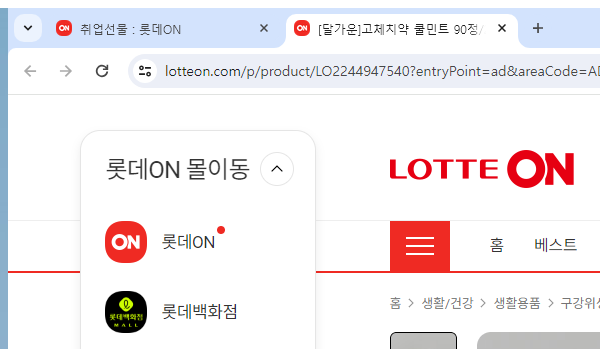 취업선물 : 롯데ON
[달가운]고체치약 쿨민트 90정/
lotteon.com/p/product/LO2244947540?entryPoint=ad&areaCode=AD
롯데ON 몰이동
LOTTE ON
ON 롯데ON
홈 베스트
롯데백화점 MALL 롯데백화점
홈 > 생활/건강 > 생활용품 > 구강위생